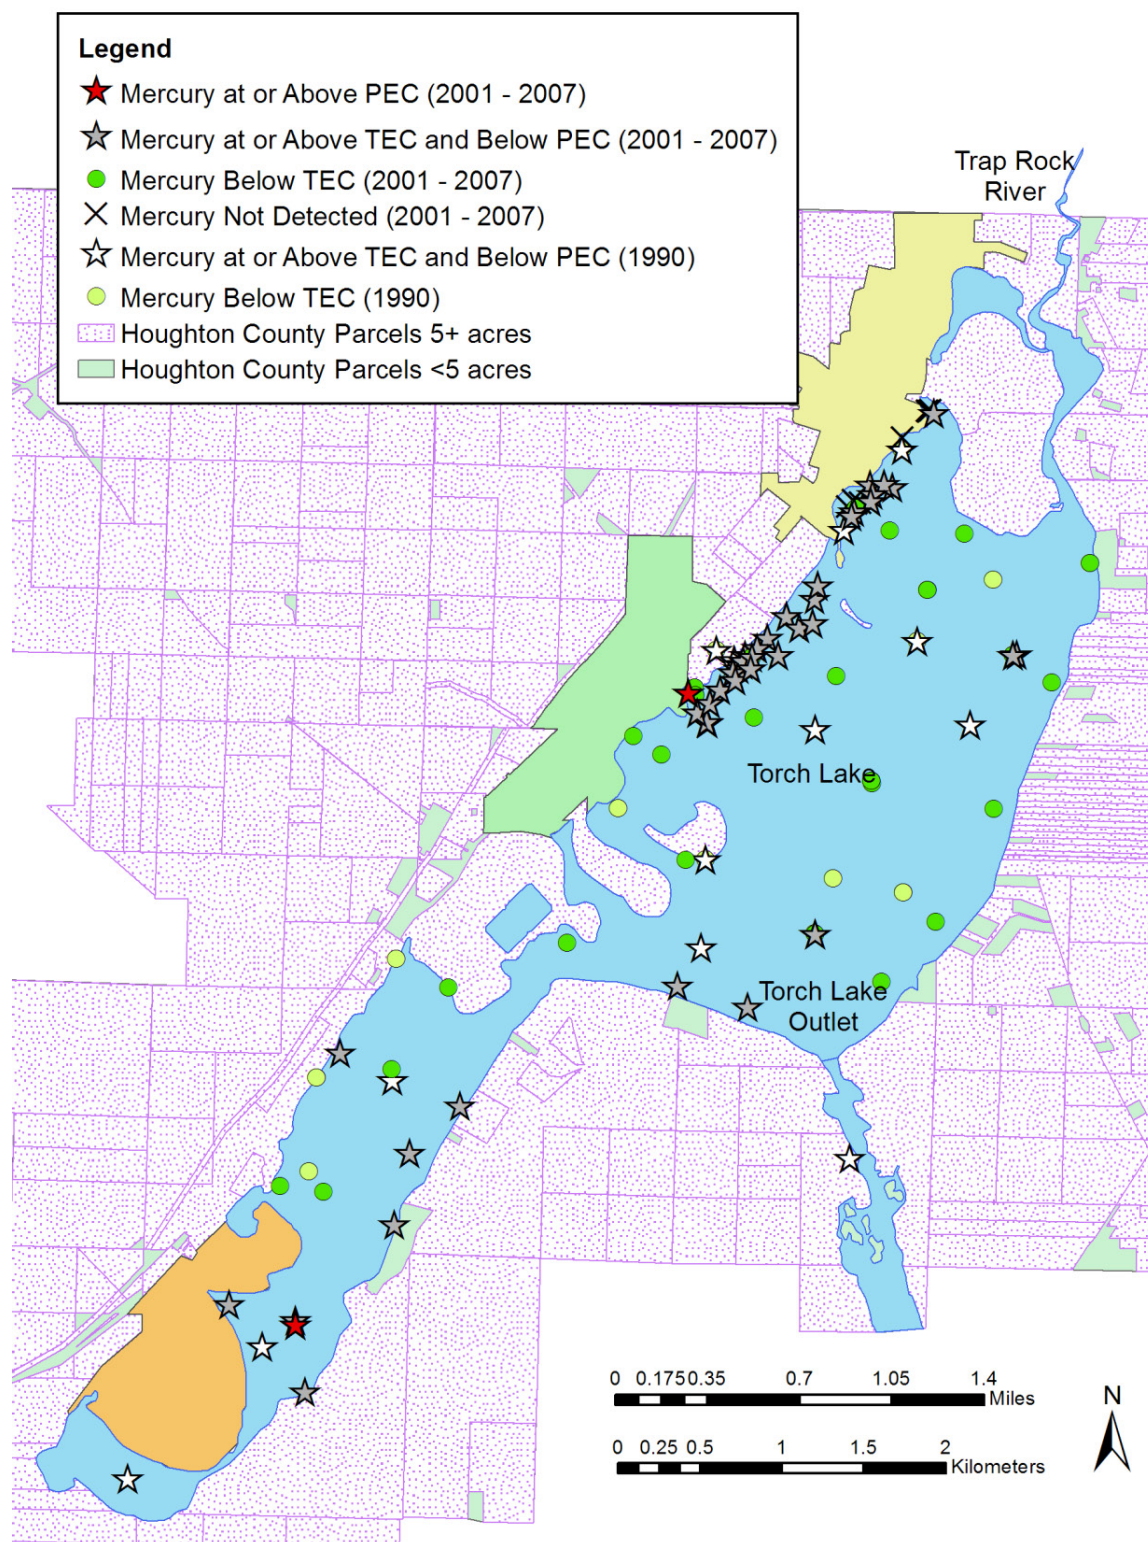 Legend
Mercury at or Above PEC (2001 - 2007)
Mercury at or Above TEC and Below PEC (2001 - 2007)
Mercury Below TEC (2001 - 2007)
Mercury Not Detected (2001 - 2007)
Mercury at or Above TEC and Below PEC (1990)
Mercury Below TEC (1990)
Houghton County Parcels 5+ acres
Houghton County Parcels <5 acres
Trap Rock
River
Torch Lake
Torch Lake
Outlet
0 0.175 0.35 0.7 1.05 1.4
Miles
0 0.25 0.5 1 1.5 2
Kilometers
N